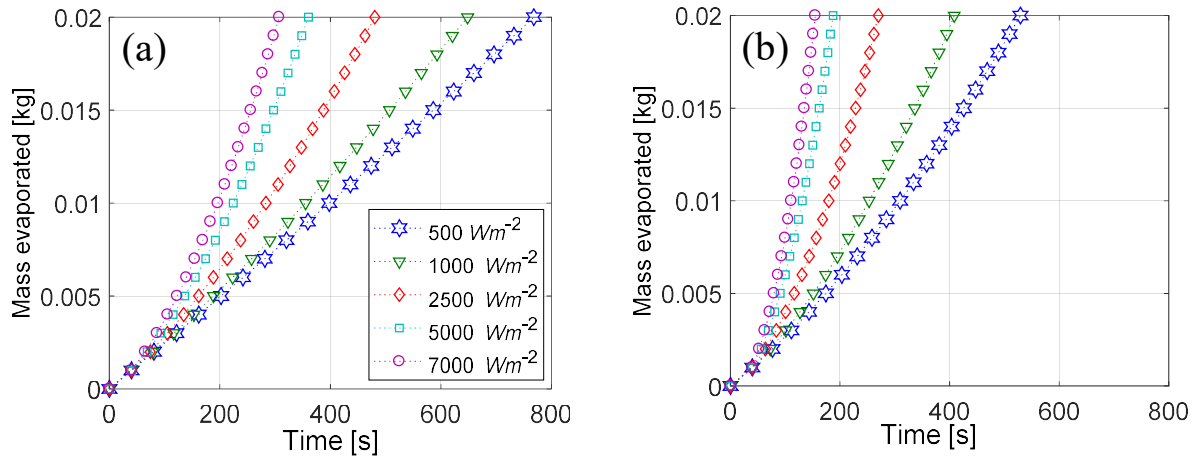 (a)
Mass evaporated [kg]
0.02
0.015
0.01
0.005
0
0
200
400
600
800
Time [s]
500 Wm-2
1000 Wm-2
2500 Wm-2
5000 Wm-2
7000 Wm-2
(b)
Mass evaporated [kg]
0.02
0.015
0.01
0.005
0
0
200
400
600
800
Time [s]